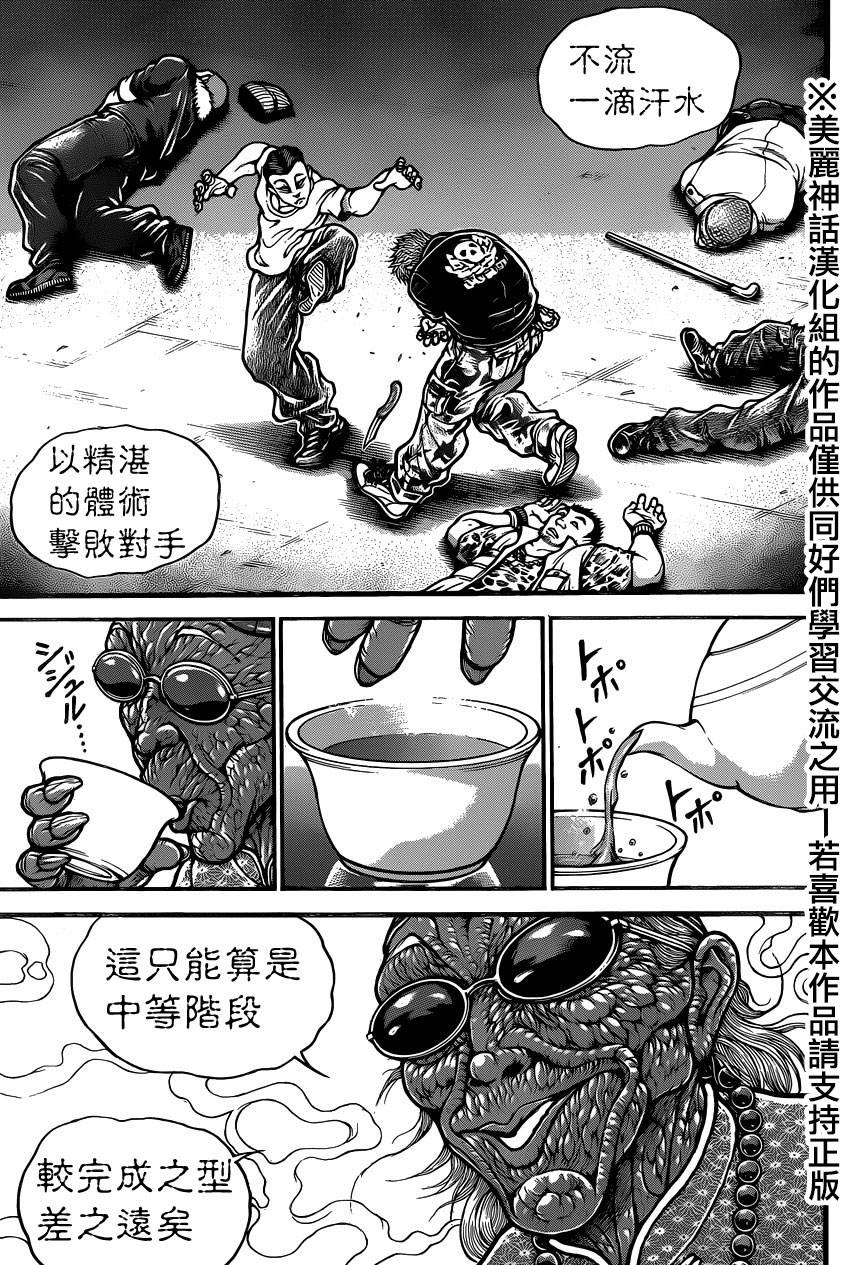 不流
一滴汗水
以精湛
的體術
擊敗對手
トポ
トポ
トポ
ジジュル…
這只能算是
中等階段
較完成之型
差之遠矣
※美麗神話漢化組的作品僅供同好們學習交流之用ー若喜歡本作品請支持正版